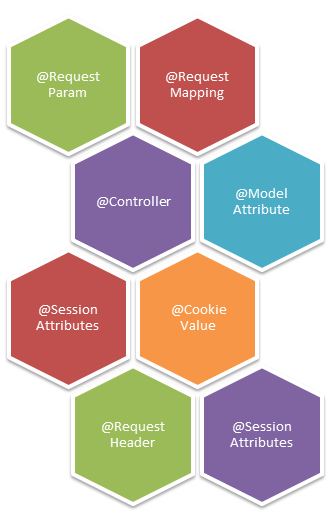 @Request
Param
@Request
Mapping
@Controller
@Model
Attribute
@Session
Attributes
@Cookie
Value
@Request
Header
@Session
Attributes